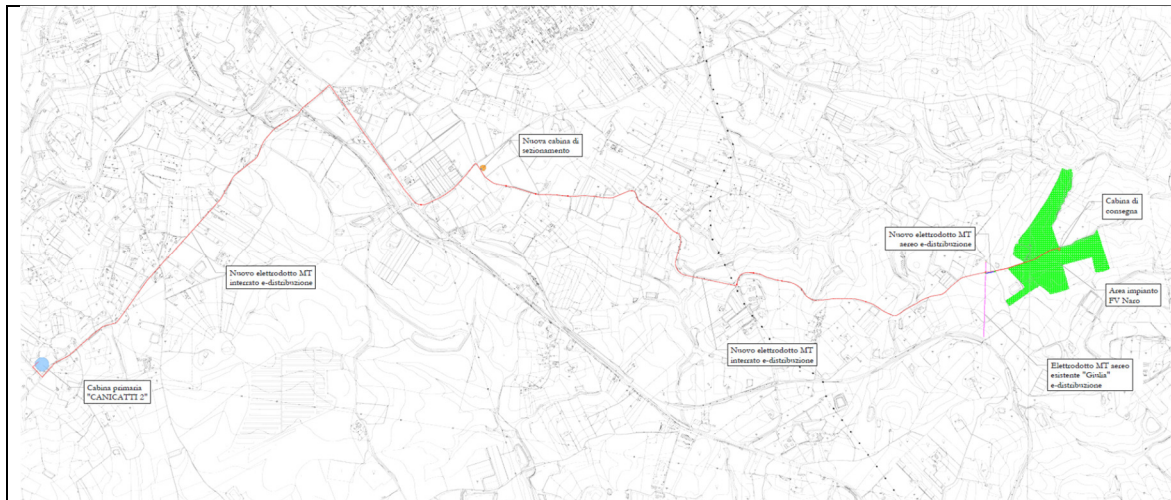 Nuova cabina di
sezionamento
Cabina di
consegna
Nuovo elettrodotto MT
aereo e-distribuzione
Nuovo elettrodotto MT
interrato e-distribuzione
Area impianto
FV Naro
Nuovo elettrodotto MT
interrato e-distribuzione
Elettrodotto MT aereo
esistente "Giulia"
e-distribuzione
Cabina primaria
"CANICATTI 2"